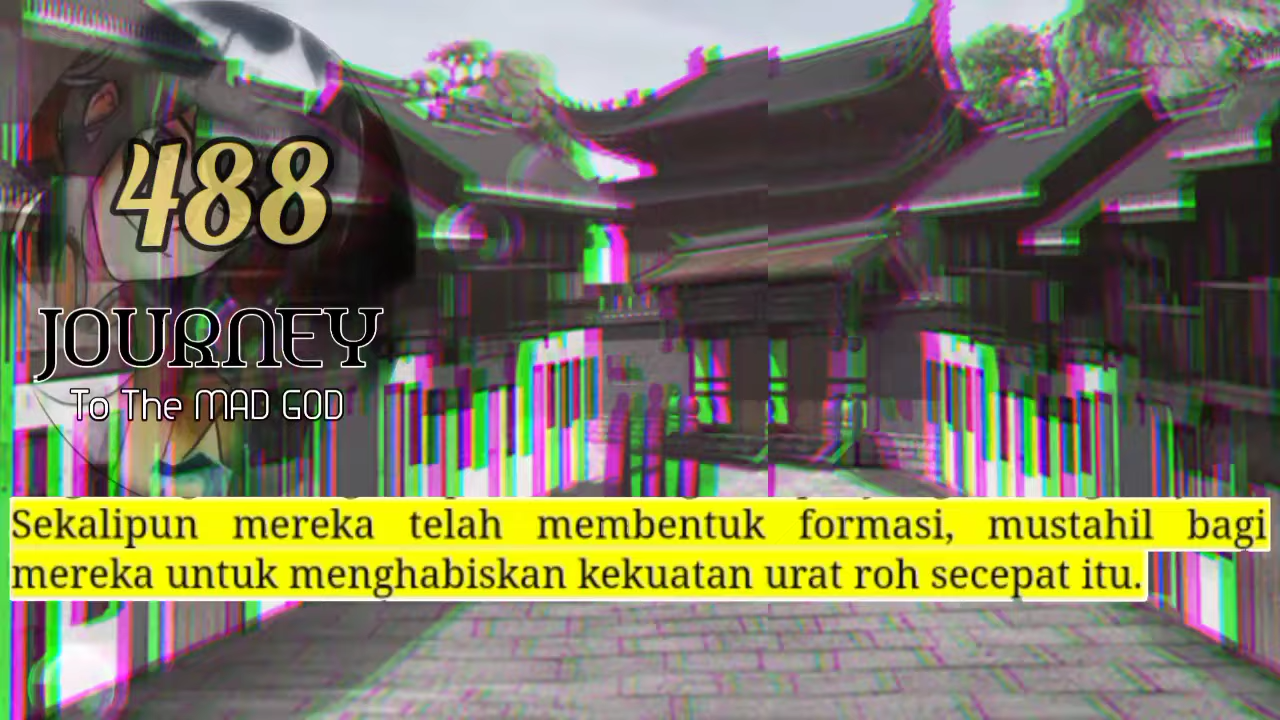 488
JOURNEY
To The MAD GOD
Sekalipun mereka telah membentuk formasi, mustahil bagi
mereka untuk menghabiskan kekuatan urat roh secepat itu.